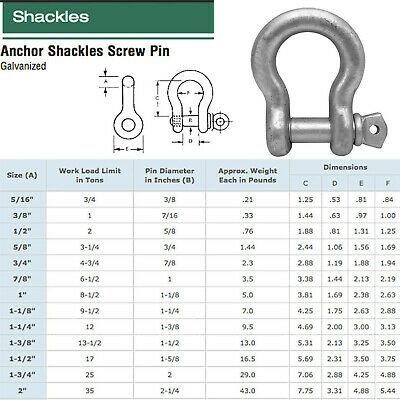 Shackles
Anchor Shackles Screw Pin
Galvanized
A
E
C
F
B
D
Size (A) Work Load Limit in Tons Pin Diameter in Inches (B) Approx. Weight Each in Pounds Dimensions
C D E F
5/16" 3/4 3/8 .21 1.25 .53 .81 .84
3/8" 1 7/16 .33 1.44 .63 .97 1.00
1/2" 2 5/8 .76 1.88 .81 1.31 1.25
5/8" 3-1/4 3/4 1.44 2.44 1.06 1.56 1.69
3/4" 4-3/4 7/8 2.3 2.88 1.19 1.88 1.94
7/8" 6-1/2 1 3.5 3.38 1.44 2.13 2.19
1" 8-1/2 1-1/8 5.0 3.81 1.69 2.38 2.63
1-1/8" 9-1/2 1-1/4 7.0 4.25 1.75 2.63 2.88
1-1/4" 12 1-3/8 9.5 4.69 2.00 3.00 3.13
1-3/8" 13-1/2 1-1/2 13.0 5.31 2.13 3.25 3.50
1-1/2" 17 1-5/8 16.5 5.69 2.31 3.50 3.75
1-3/4" 25 2 29.0 7.06 2.88 4.25 4.88
2" 35 2-1/4 43.0 7.75 3.31 4.88 5.44